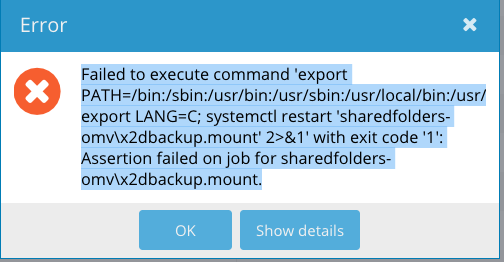 Error
Failed to execute command 'export
PATH=/bin:/sbin:/usr/bin:/usr/sbin:/usr/local/bin:/usr/
export LANG=C; systemctl restart 'sharedfolders-
omv\x2dbackup.mount' 2>&1' with exit code '1':
Assertion failed on job for sharedfolders-
omv\x2dbackup.mount.
OK
Show details